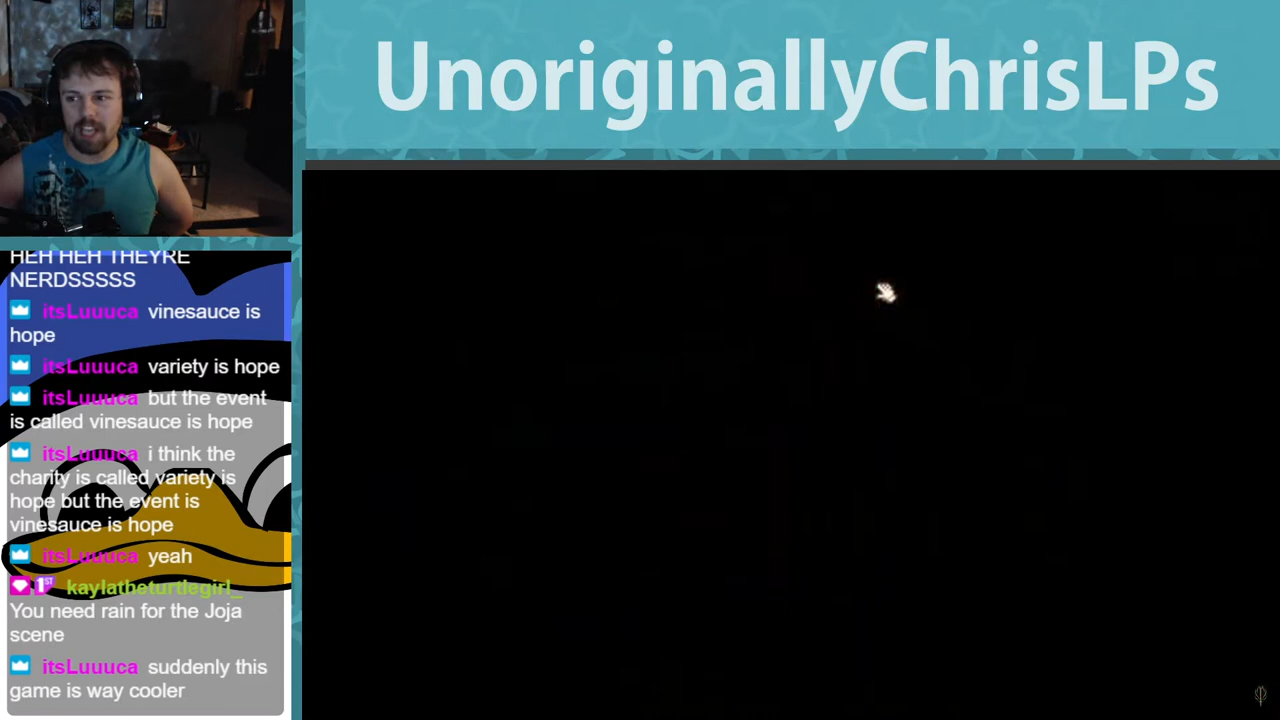 UnoriginallyChrisLPs
HEH HEH THEYRE
NERDSSSSS
itsLuuuca vinesauce is
hope
itsLuuuca variety is hope
itsLuuuca but the event
is called vinesauce is hope
itsLuuuca i think the
charity is called variety is
hope but the event is
vinesauce is hope
itsLuuuca yeah
1ST kaylatheturtlegirl_
You need rain for the Joja
scene
itsLuuuca suddenly this
game is way cooler